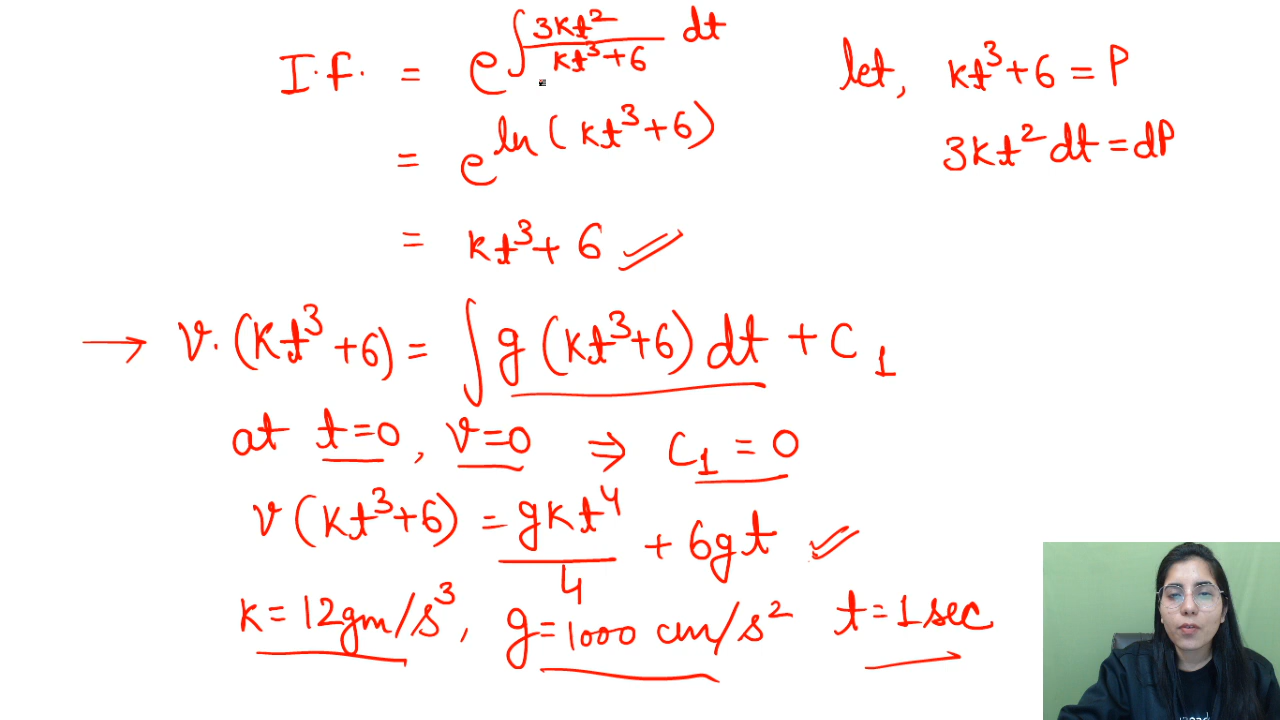 I.f. = e^∫ 3kt²/kt³+6 dt let, kt³+6 = P
= e^ln(kt³+6) 3kt² dt = dP
= kt³+6
→ v.(kt³+6) = ∫ g(kt³+6) dt + C₁
at t=0, v=0 ⇒ C₁ = 0
v(kt³+6) = gkt⁴/4 + 6gt
k=12gm/s³, g=1000 cm/s² t=1sec